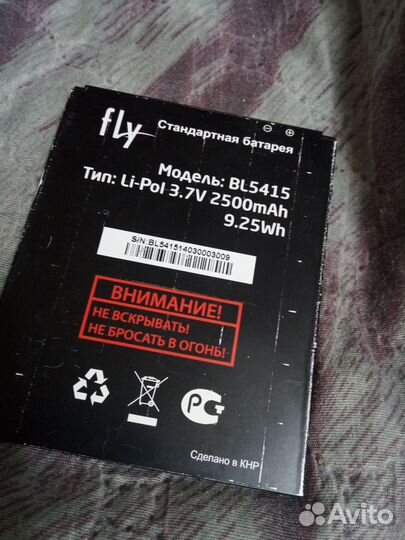 fly Стандартная батарея
Модель: BL5415
Тип: Li-Pol 3.7V 2500mAh
9.25Wh
S/N:BL541514030003009
ВНИМАНИЕ!
НЕ ВСКРЫВАТЬ!
НЕ БРОСАТЬ В ОГОНЬ!
РСТ
Сделано в КНР
Avito